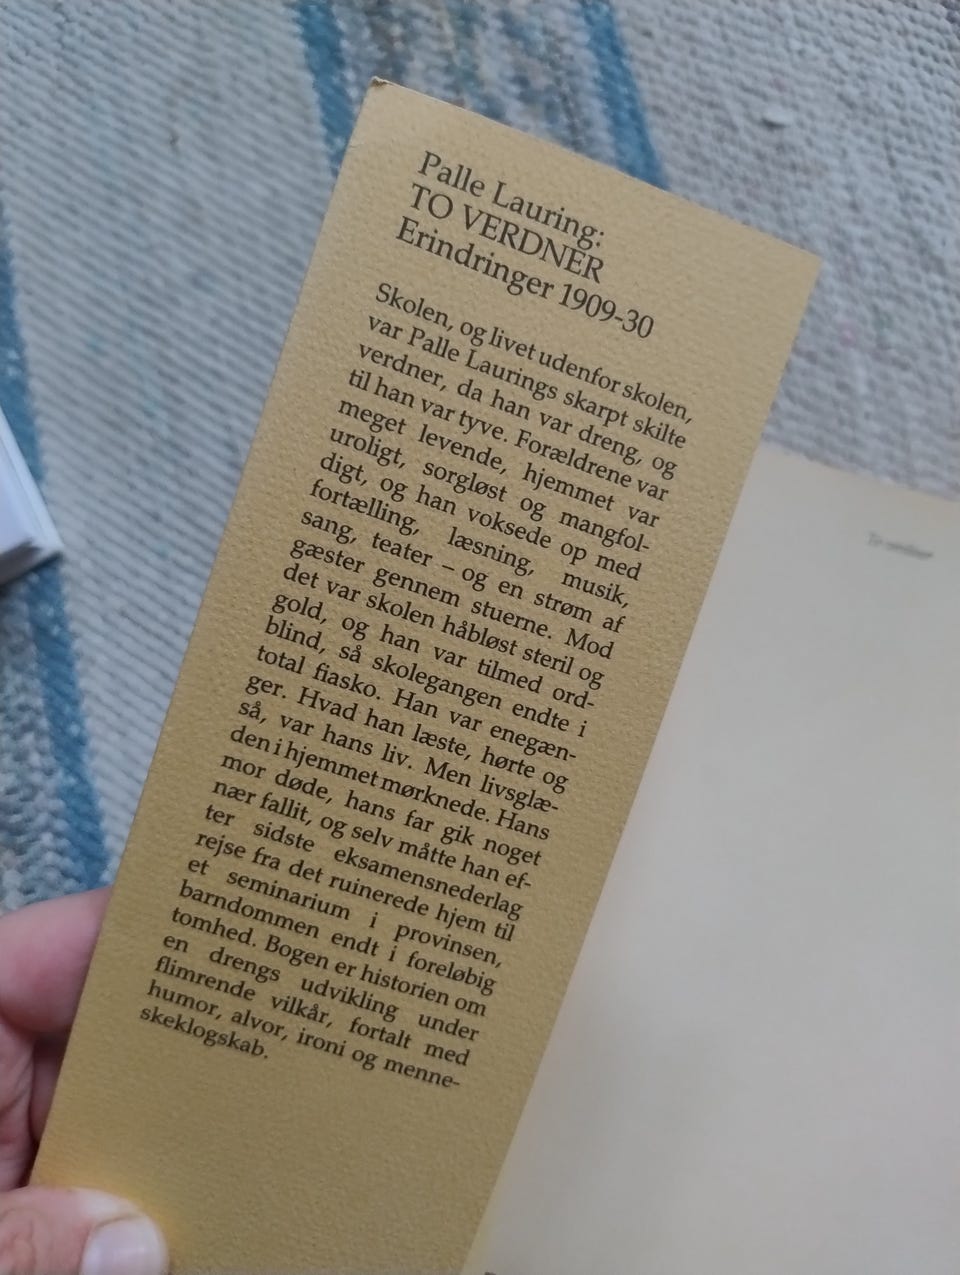 Palle Lauring:
TO VERDNER
Erindringer 1909-30
Skolen, og livet udenfor skolen,
var Palle Laurings skarpt skilte
verdner, da han var dreng, og
til han var tyve. Forældrene var
meget levende, hjemmet var
uroligt, sorgløst og mangfol-
digt, og han voksede op med
fortælling, læsning, musik,
sang, teater – og en strøm af
gæster gennem stuerne. Mod
det var skolen håbløst steril og
gold, og han var tilmed ord-
blind, så skolegangen endte i
total fiasko. Han var enegæn-
ger. Hvad han læste, hørte og
så, var hans liv. Men livsglæ-
den i hjemmet mørknede. Hans
mor døde, hans far gik noget
nær fallit, og selv måtte han ef-
ter sidste eksamensnederlag
rejse fra det ruinerede hjem til
et seminarium i provinsen,
barndommen endt i foreløbig
tomhed. Bogen er historien om
en drengs udvikling under
flimrende vilkår, fortalt med
humor, alvor, ironi og menne-
skeklogskab.
To verdner